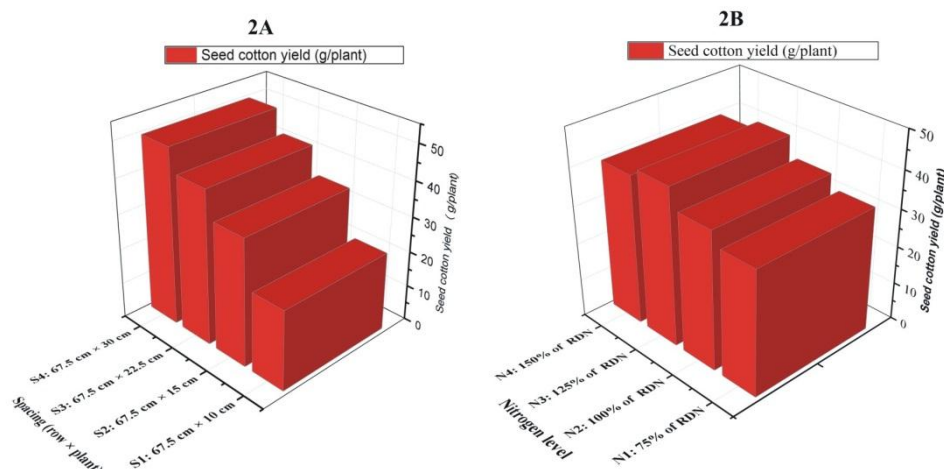 2A
Seed cotton yield (g/plant)
50
40
30
20
10
0
Seed cotton yield ( g/plant)
S4: 67.5 cm × 30 cm
S3: 67.5 cm × 22.5 cm
S2: 67.5 cm × 15 cm
S1: 67.5 cm × 10 cm
Spacing (row × plant)
2B
Seed cotton yield (g/plant)
50
40
30
20
10
0
Seed cotton yield (g/plant)
N4: 150% of RDN
N3: 125% of RDN
N2: 100% of RDN
N1: 75% of RDN
Nitrogen level